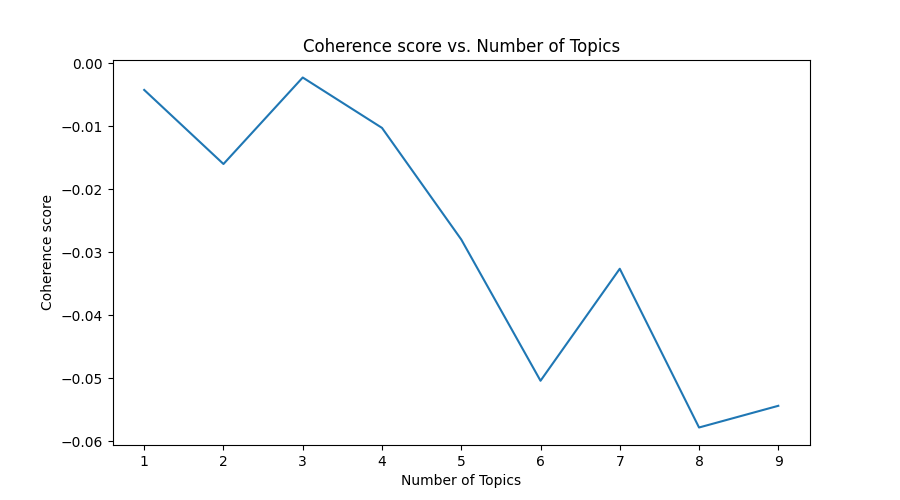 Coherence score vs. Number of Topics
0.00
−0.01
−0.02
−0.03
−0.04
−0.05
−0.06
Coherence score
1 2 3 4 5 6 7 8 9
Number of Topics